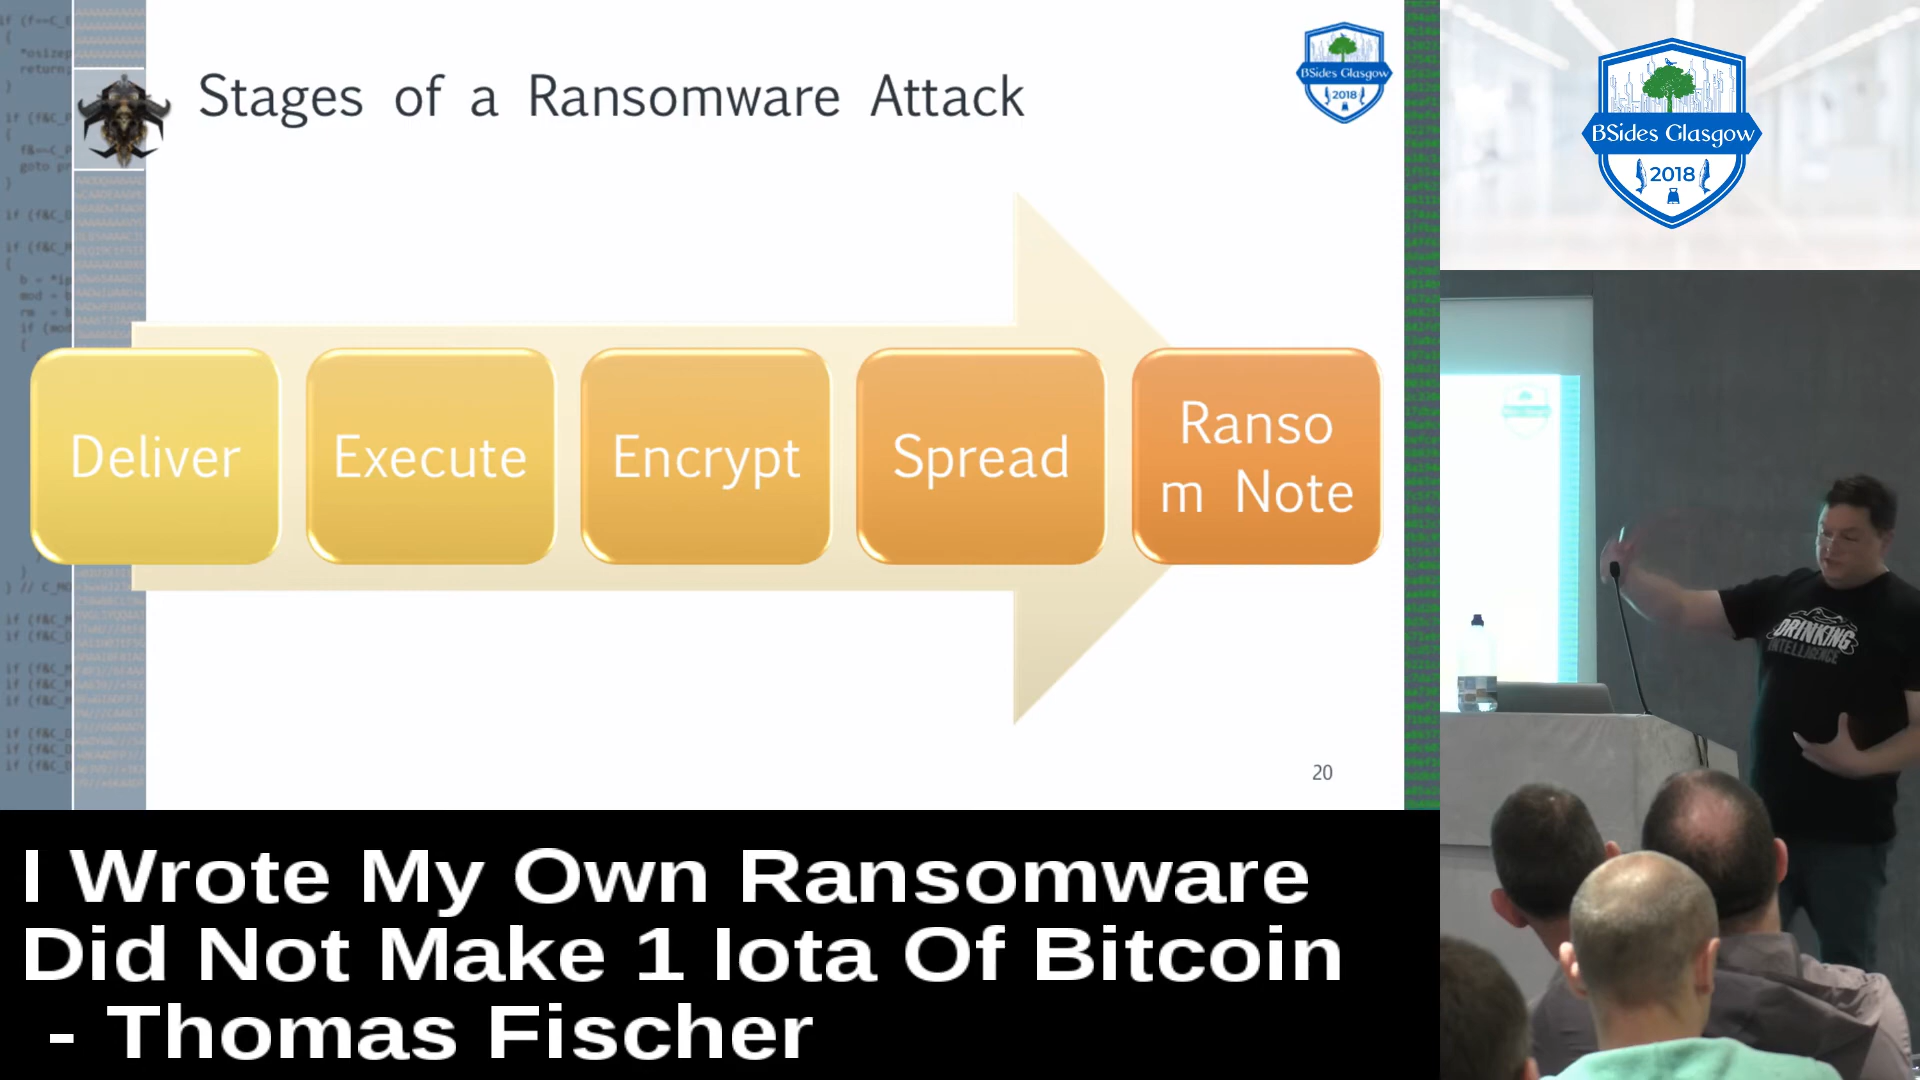 Stages of a Ransomware Attack
BSides Glasgow
2018
Deliver
Execute
Encrypt
Spread
Ranso
m Note
20
BSides Glasgow
2018
DRINKING
INTELLIGENCE
I Wrote My Own Ransomware
Did Not Make 1 Iota Of Bitcoin
- Thomas Fischer